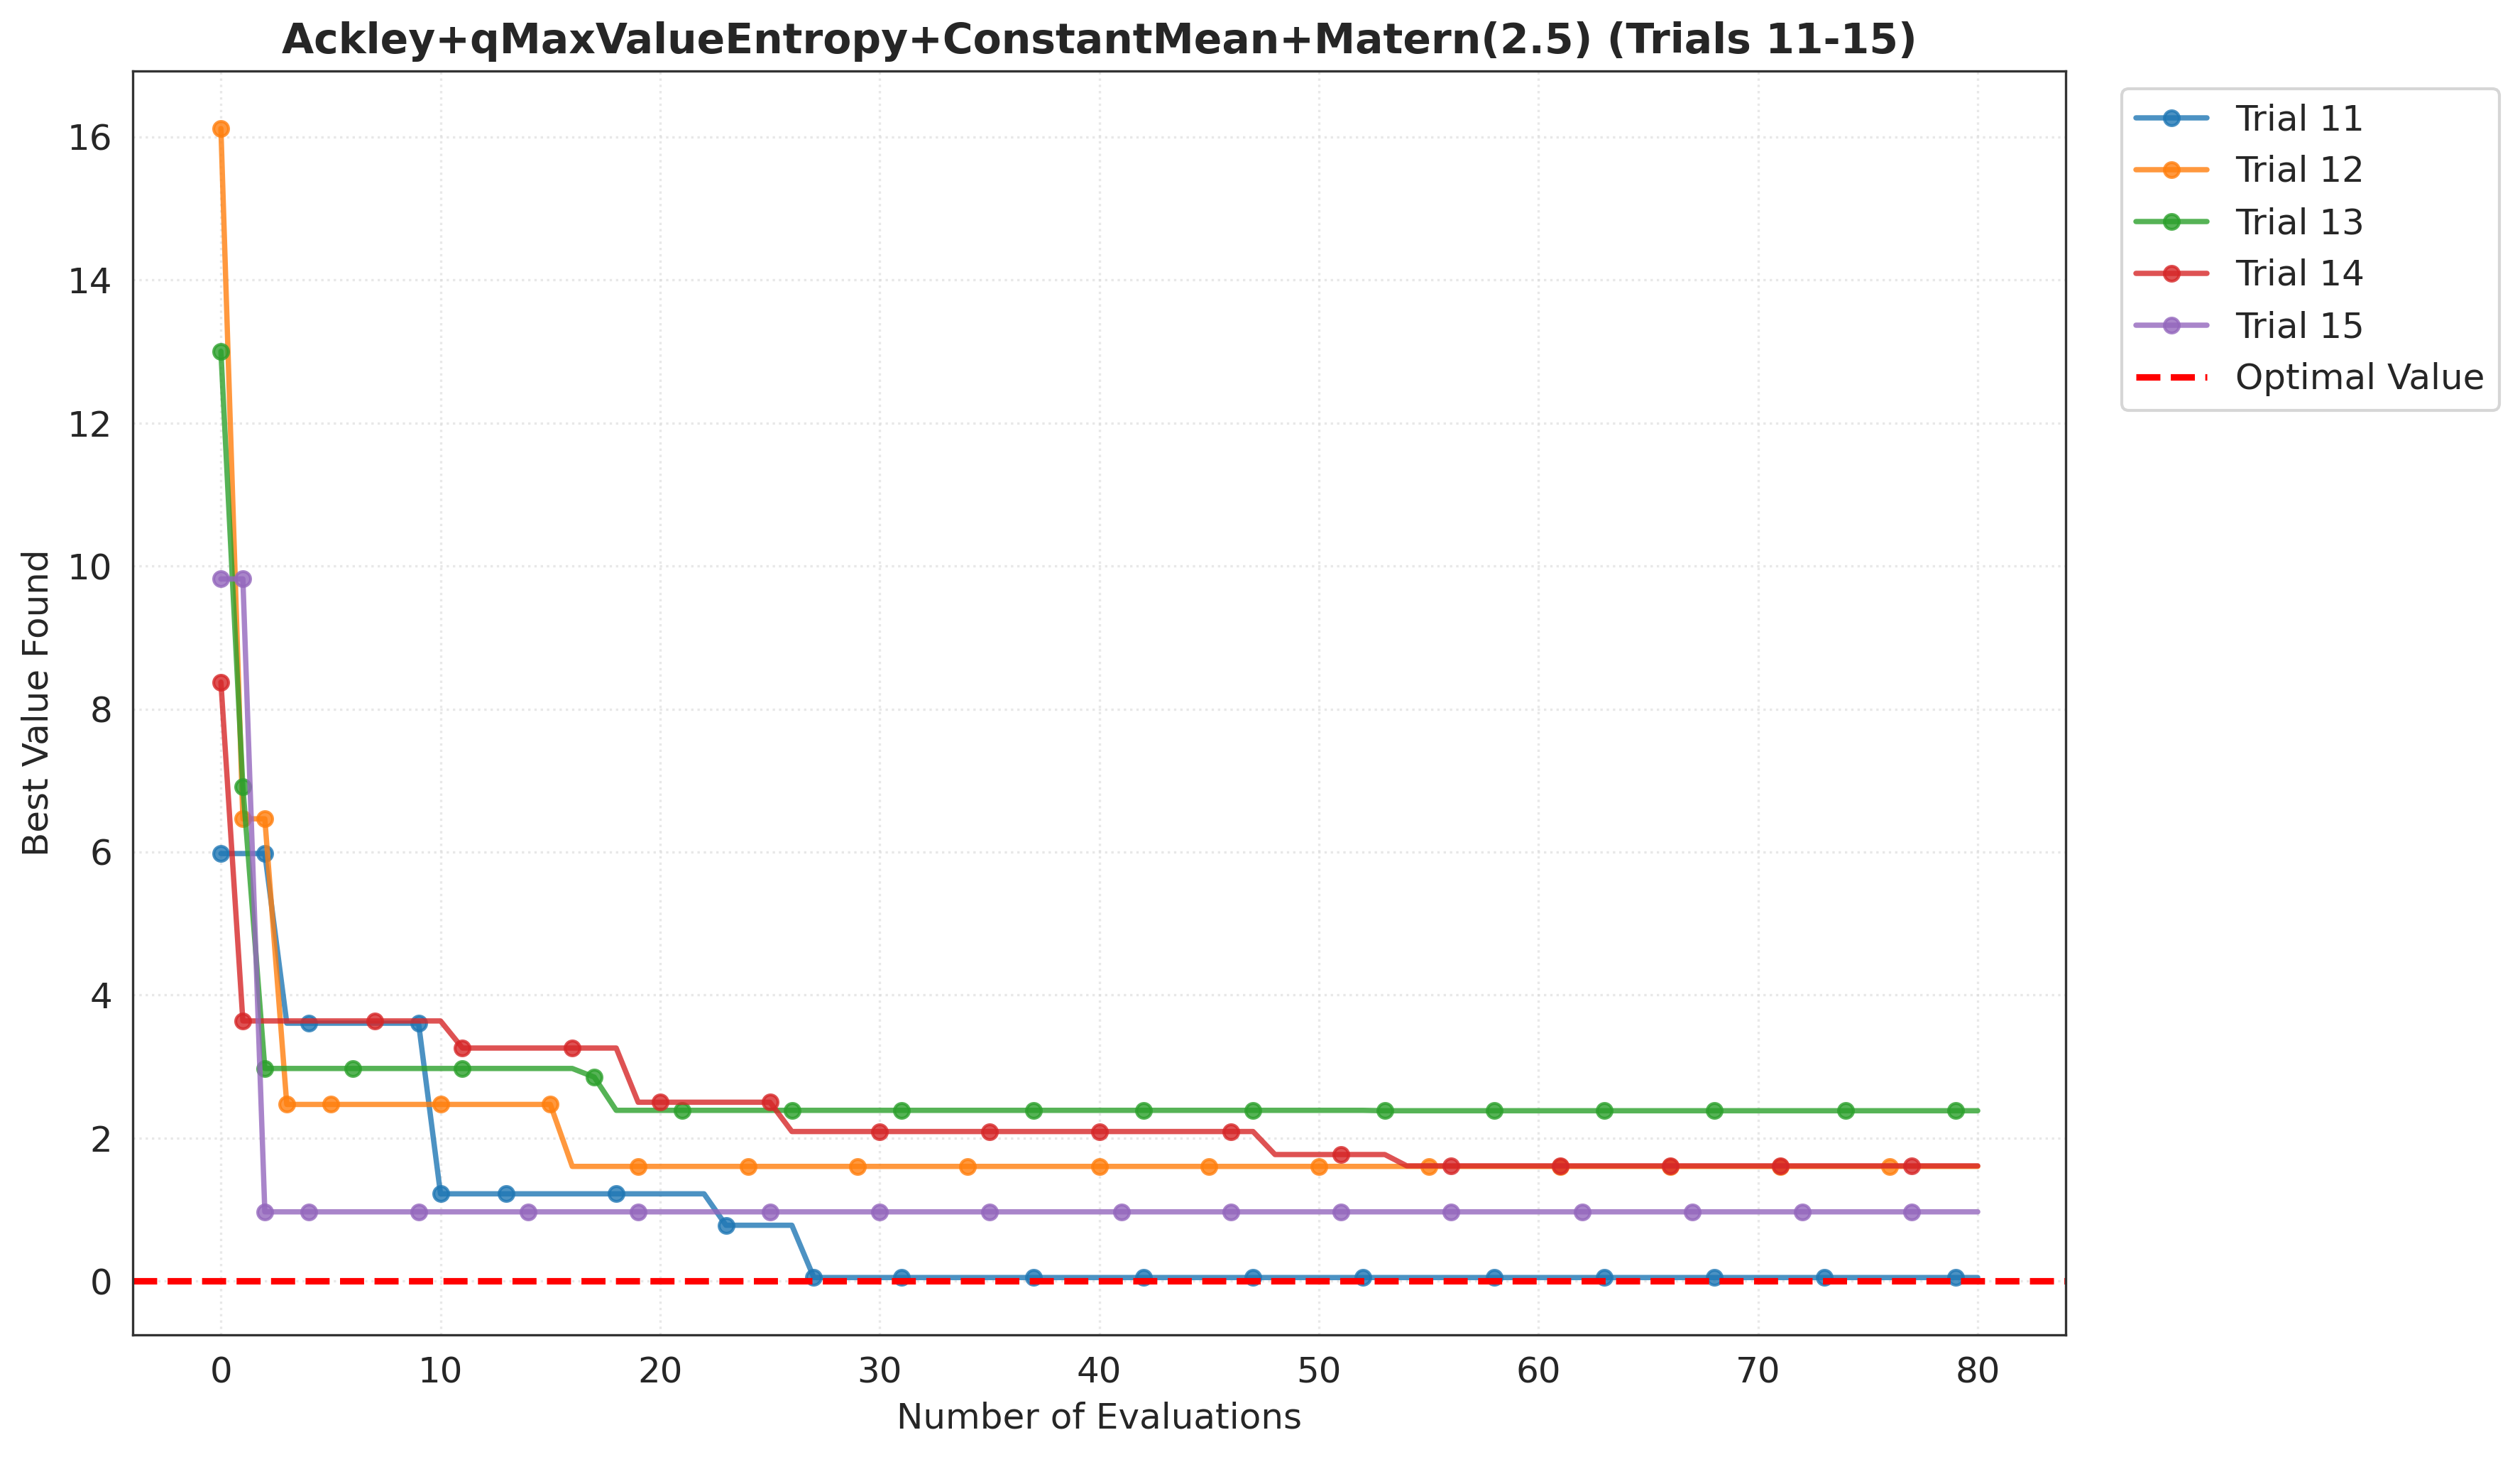 Ackley+qMaxValueEntropy+ConstantMean+Matern(2.5) (Trials 11-15)
Best Value Found
16
14
12
10
8
6
4
2
0
0 10 20 30 40 50 60 70 80
Number of Evaluations
Trial 11
Trial 12
Trial 13
Trial 14
Trial 15
Optimal Value